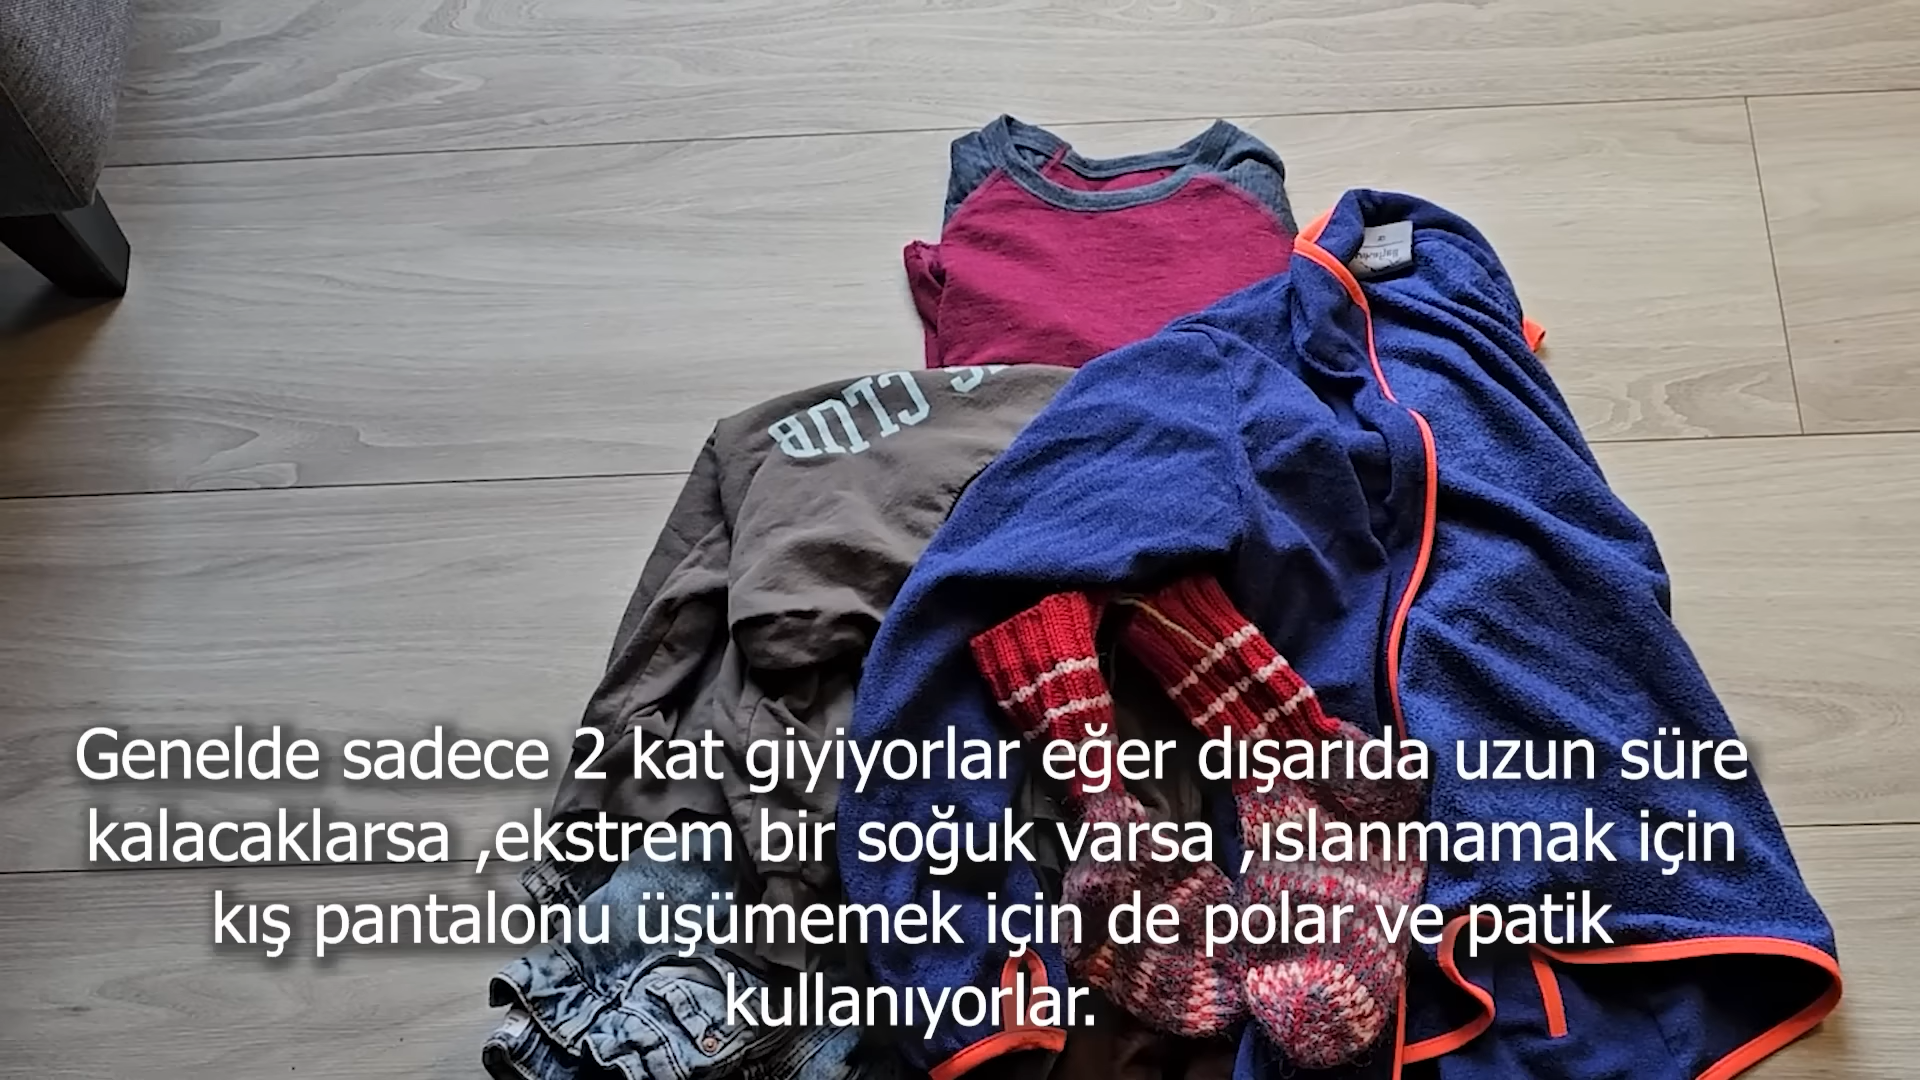 CLUB
Genelde sadece 2 kat giyiyorlar eğer dışarıda uzun süre
kalacaklarsa ,ekstrem bir soğuk varsa ,ıslanmamak için
kış pantalonu üşümemek için de polar ve patik
kullanıyorlar.